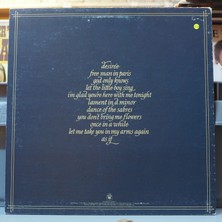 desireé
free man in paris
god only knows
let the little boy sing
i'm glad you're here with me tonight
lament in d minor
dance of the sabres
you don't bring me flowers
once in a while
let me take you in my arms again
as if